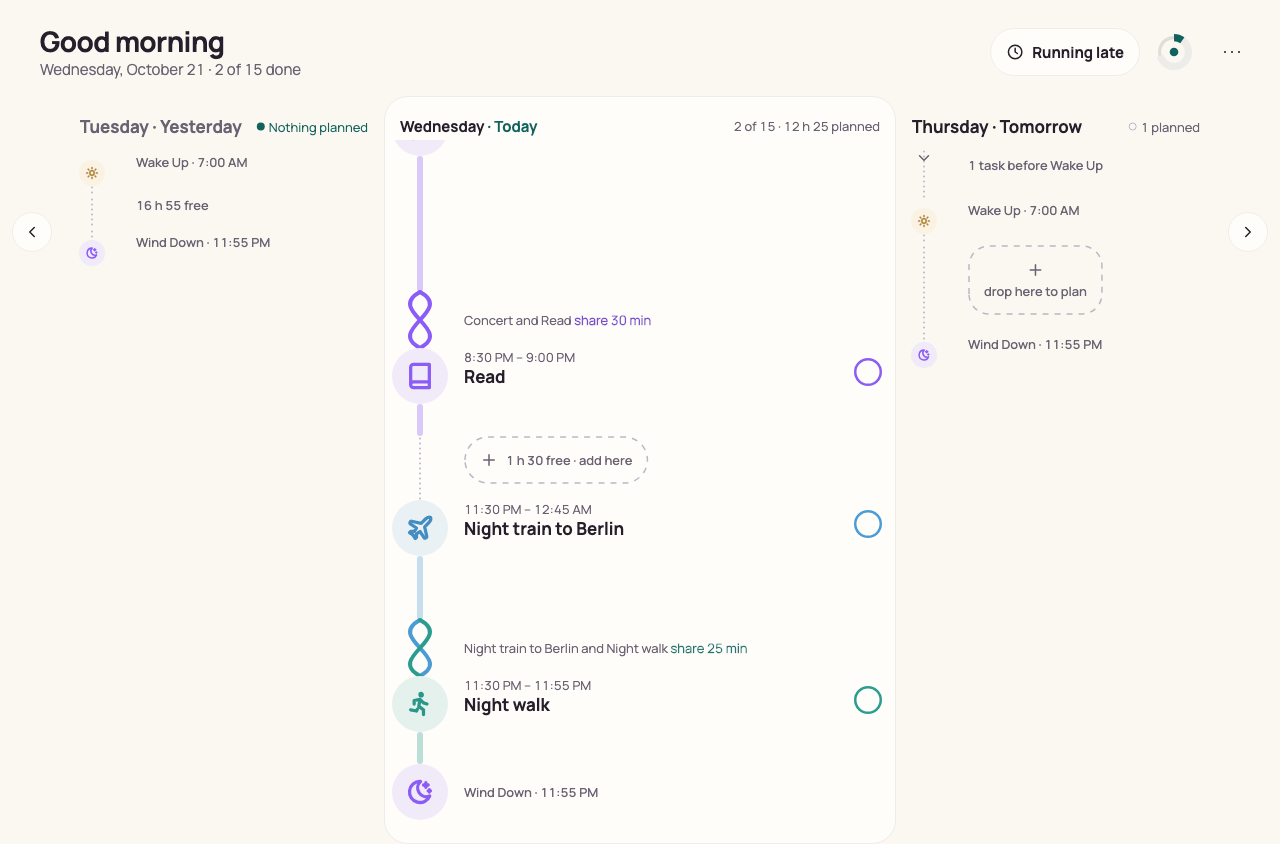 Good morning
Wednesday, October 21 · 2 of 15 done
Running late
Tuesday · Yesterday
Nothing planned
Wake Up · 7:00 AM
16 h 55 free
Wind Down · 11:55 PM
Wednesday · Today
2 of 15 · 12 h 25 planned
Concert and Read share 30 min
8:30 PM – 9:00 PM
Read
1 h 30 free · add here
11:30 PM – 12:45 AM
Night train to Berlin
Night train to Berlin and Night walk share 25 min
11:30 PM – 11:55 PM
Night walk
Wind Down · 11:55 PM
Thursday · Tomorrow
1 planned
1 task before Wake Up
Wake Up · 7:00 AM
drop here to plan
Wind Down · 11:55 PM